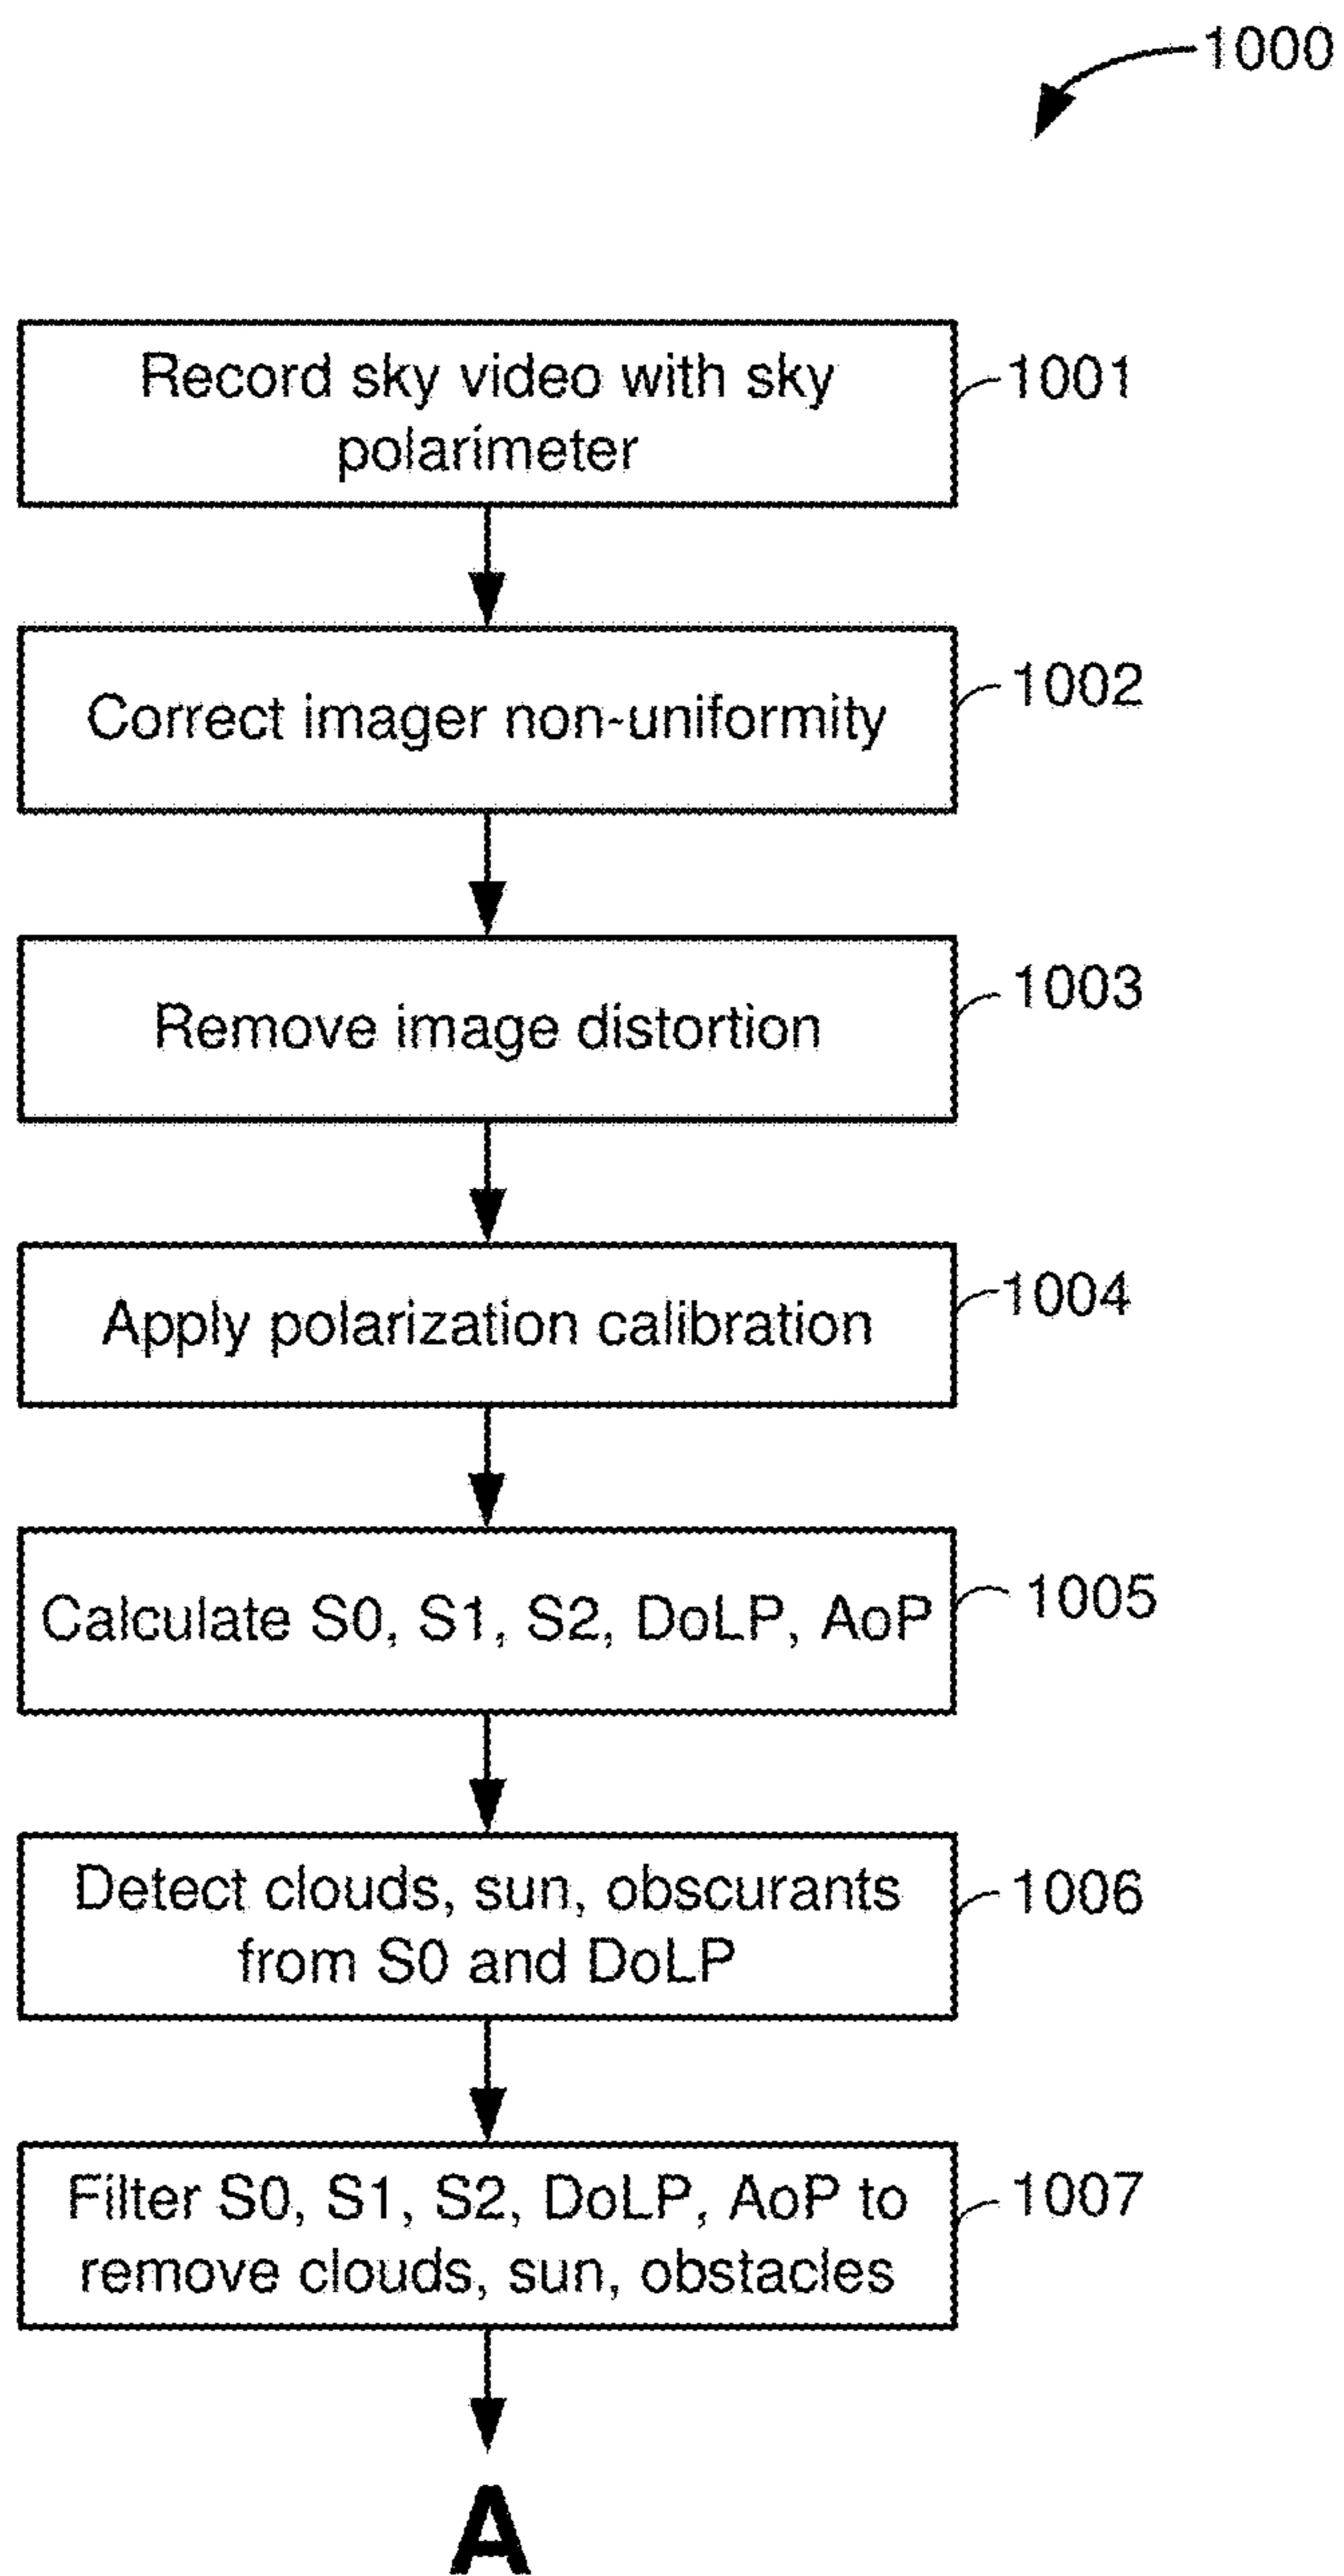 1000
Record sky video with sky
polarimeter
1001
Correct imager non-uniformity
1002
Remove image distortion
1003
Apply polarization calibration
1004
Calculate S0, S1, S2, DoLP, AoP
1005
Detect clouds, sun, obscurants
from S0 and DoLP
1006
Filter S0, S1, S2, DoLP, AoP to
remove clouds, sun, obstacles
1007
A